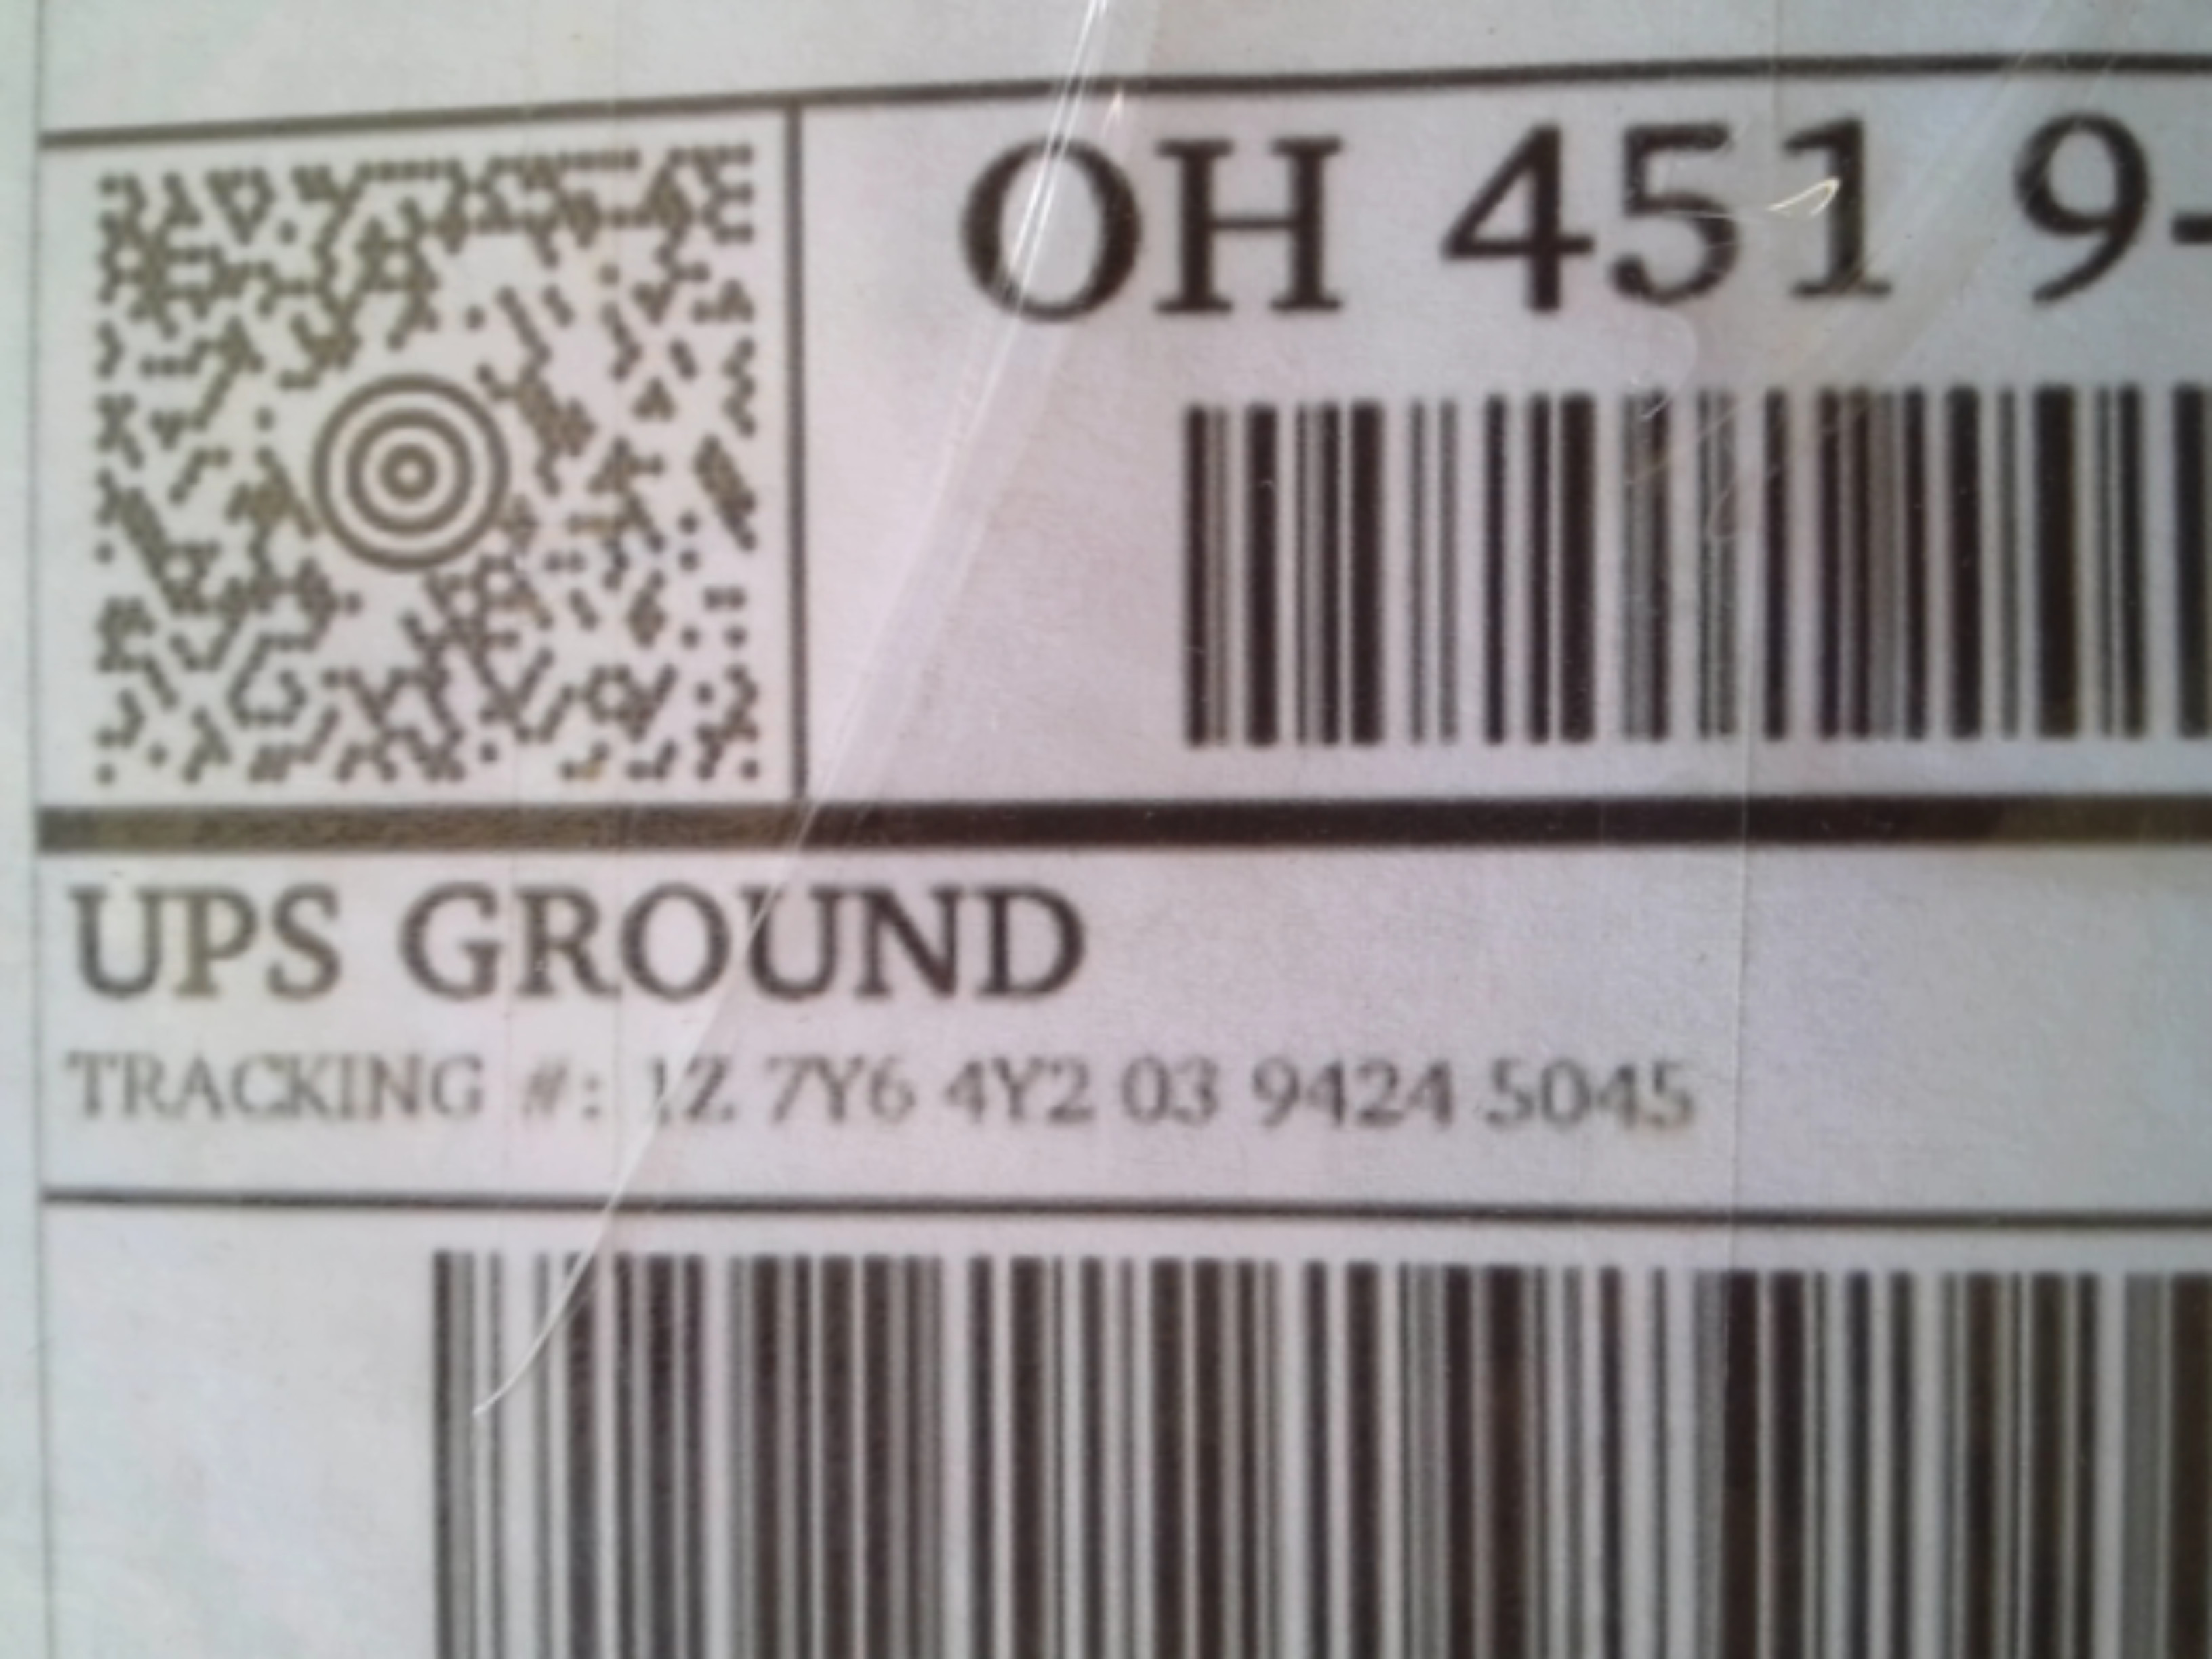 OH 451 9-
UPS GROUND
TRACKING #: 1Z 7Y6 4Y2 03 9424 5045